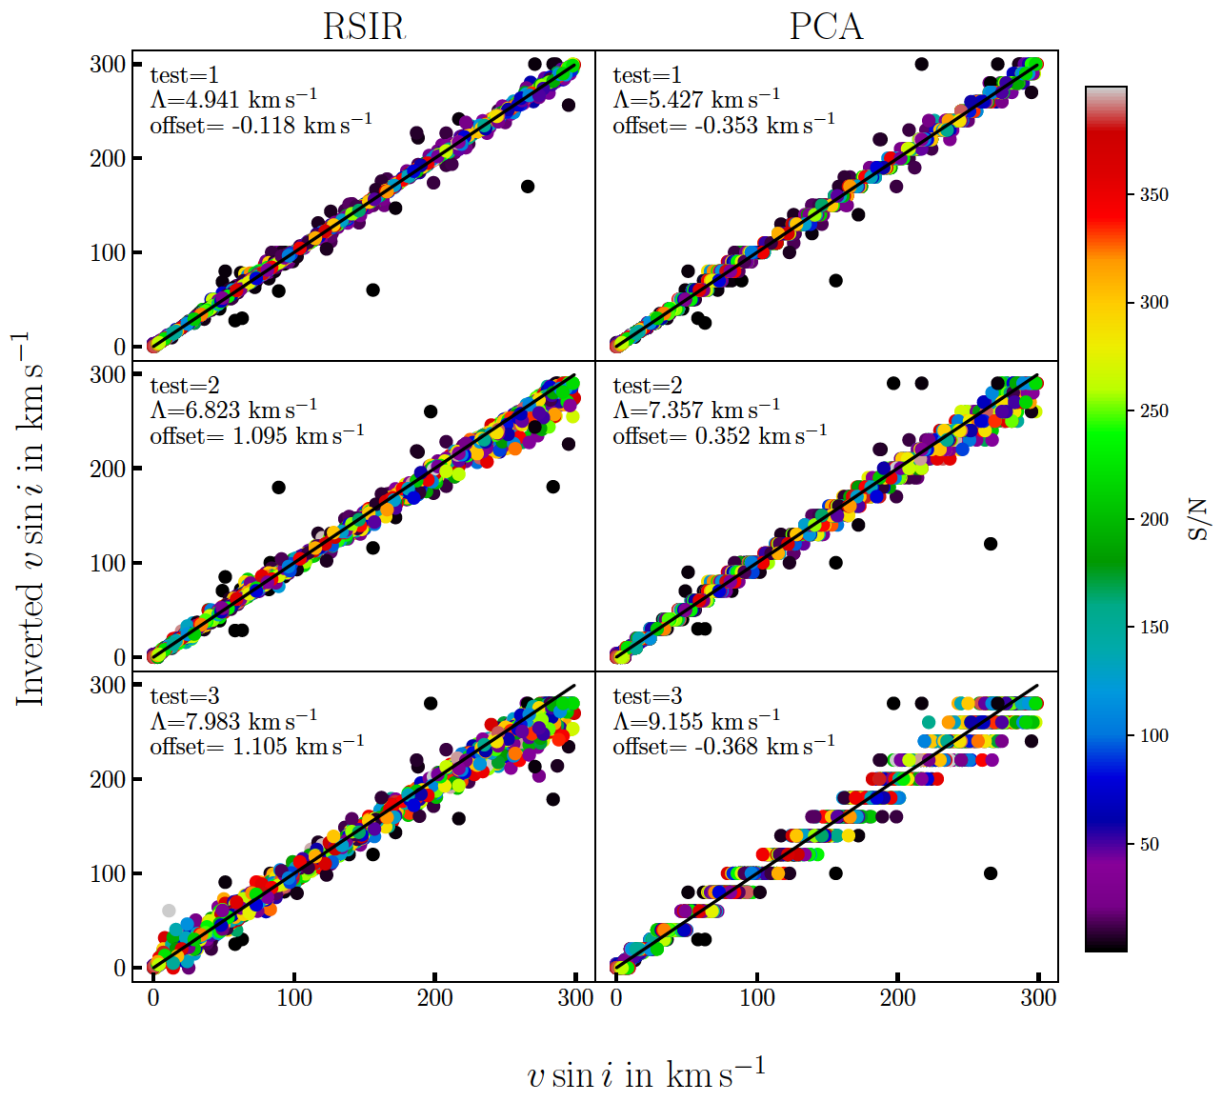 RSIR PCA
test=1
Λ=4.941 km s⁻¹
offset= -0.118 km s⁻¹
test=1
Λ=5.427 km s⁻¹
offset= -0.353 km s⁻¹
300
200
100
0
test=2
Λ=6.823 km s⁻¹
offset= 1.095 km s⁻¹
test=2
Λ=7.357 km s⁻¹
offset= 0.352 km s⁻¹
300
200
100
0
test=3
Λ=7.983 km s⁻¹
offset= 1.105 km s⁻¹
test=3
Λ=9.155 km s⁻¹
offset= -0.368 km s⁻¹
300
200
100
0
0 100 200 300 0 100 200 300
Inverted v sin i in km s⁻¹
v sin i in km s⁻¹
350
300
250
200
150
100
50
S/N